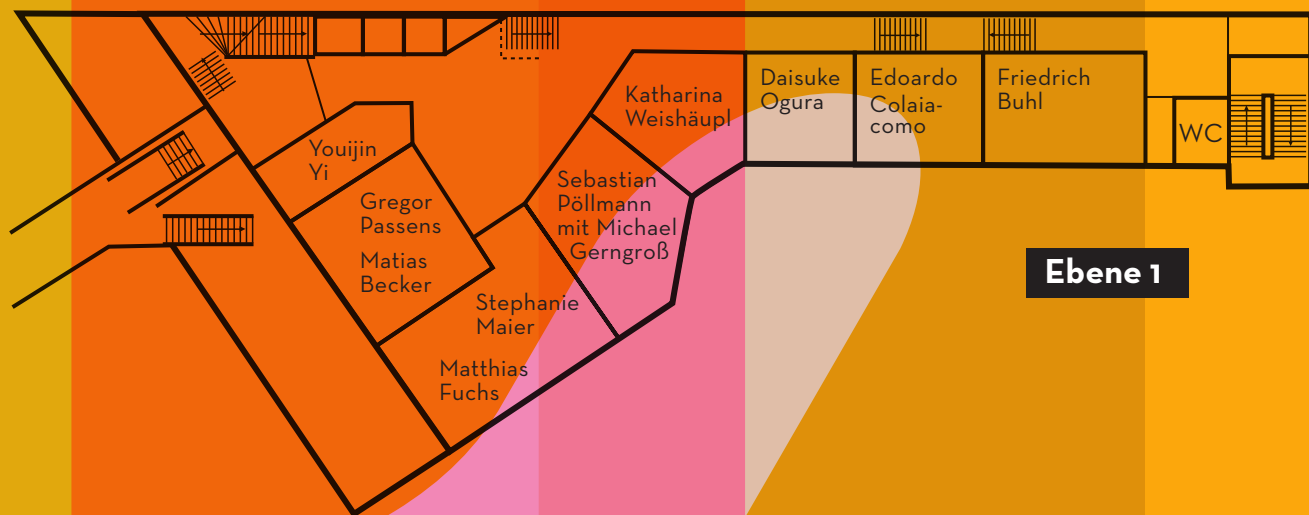 Youijin
Yi
Gregor
Passens
Matias
Becker
Stephanie
Maier
Matthias
Fuchs
Sebastian
Pöllmann
mit Michael
Gerngroß
Katharina
Weishäupl
Daisuke
Ogura
Edoardo
Colaia-
como
Friedrich
Buhl
WC
Ebene 1